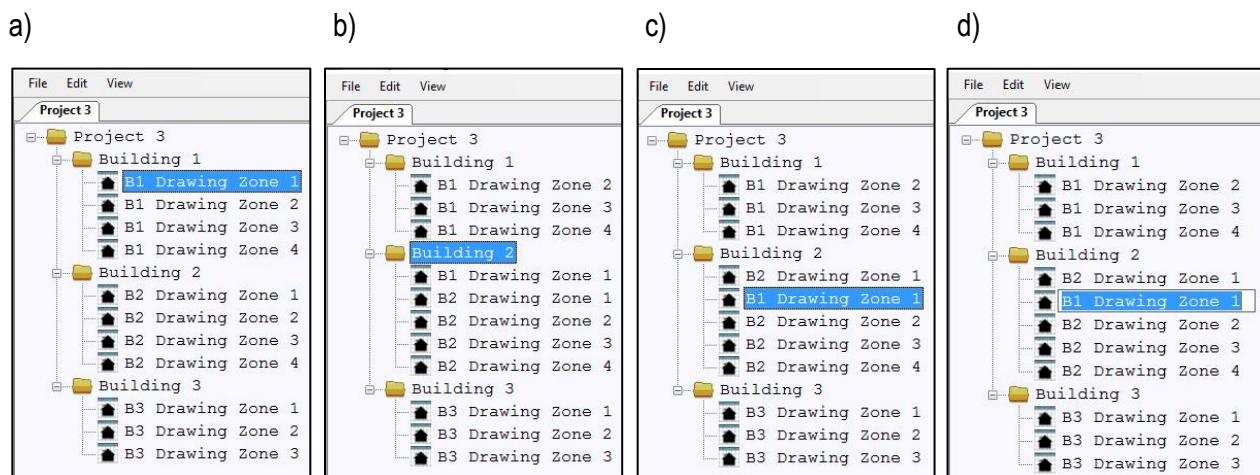 a)
File Edit View
Project 3
Project 3
Building 1
B1 Drawing Zone 1
B1 Drawing Zone 2
B1 Drawing Zone 3
B1 Drawing Zone 4
Building 2
B2 Drawing Zone 1
B2 Drawing Zone 2
B2 Drawing Zone 3
B2 Drawing Zone 4
Building 3
B3 Drawing Zone 1
B3 Drawing Zone 2
B3 Drawing Zone 3
b)
File Edit View
Project 3
Project 3
Building 1
B1 Drawing Zone 2
B1 Drawing Zone 3
B1 Drawing Zone 4
Building 2
B1 Drawing Zone 1
B2 Drawing Zone 1
B2 Drawing Zone 2
B2 Drawing Zone 3
B2 Drawing Zone 4
Building 3
B3 Drawing Zone 1
B3 Drawing Zone 2
B3 Drawing Zone 3
c)
File Edit View
Project 3
Project 3
Building 1
B1 Drawing Zone 2
B1 Drawing Zone 3
B1 Drawing Zone 4
Building 2
B2 Drawing Zone 1
B1 Drawing Zone 1
B2 Drawing Zone 2
B2 Drawing Zone 3
B2 Drawing Zone 4
Building 3
B3 Drawing Zone 1
B3 Drawing Zone 2
B3 Drawing Zone 3
d)
File Edit View
Project 3
Project 3
Building 1
B1 Drawing Zone 2
B1 Drawing Zone 3
B1 Drawing Zone 4
Building 2
B2 Drawing Zone 1
B1 Drawing Zone 1
B2 Drawing Zone 2
B2 Drawing Zone 3
B2 Drawing Zone 4
Building 3
B3 Drawing Zone 1
B3 Drawing Zone 2
B3 Drawing Zone 3